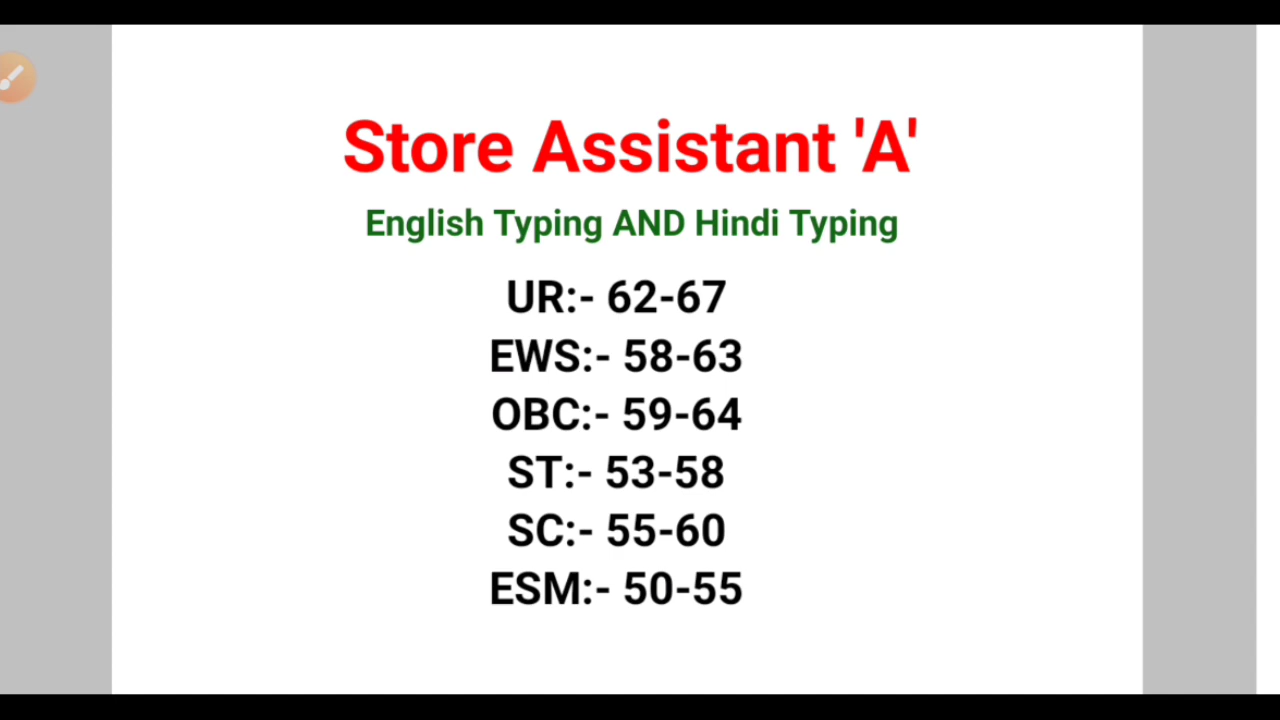 Store Assistant 'A'
English Typing AND Hindi Typing
UR:- 62-67
EWS:- 58-63
OBC:- 59-64
ST:- 53-58
SC:- 55-60
ESM:- 50-55